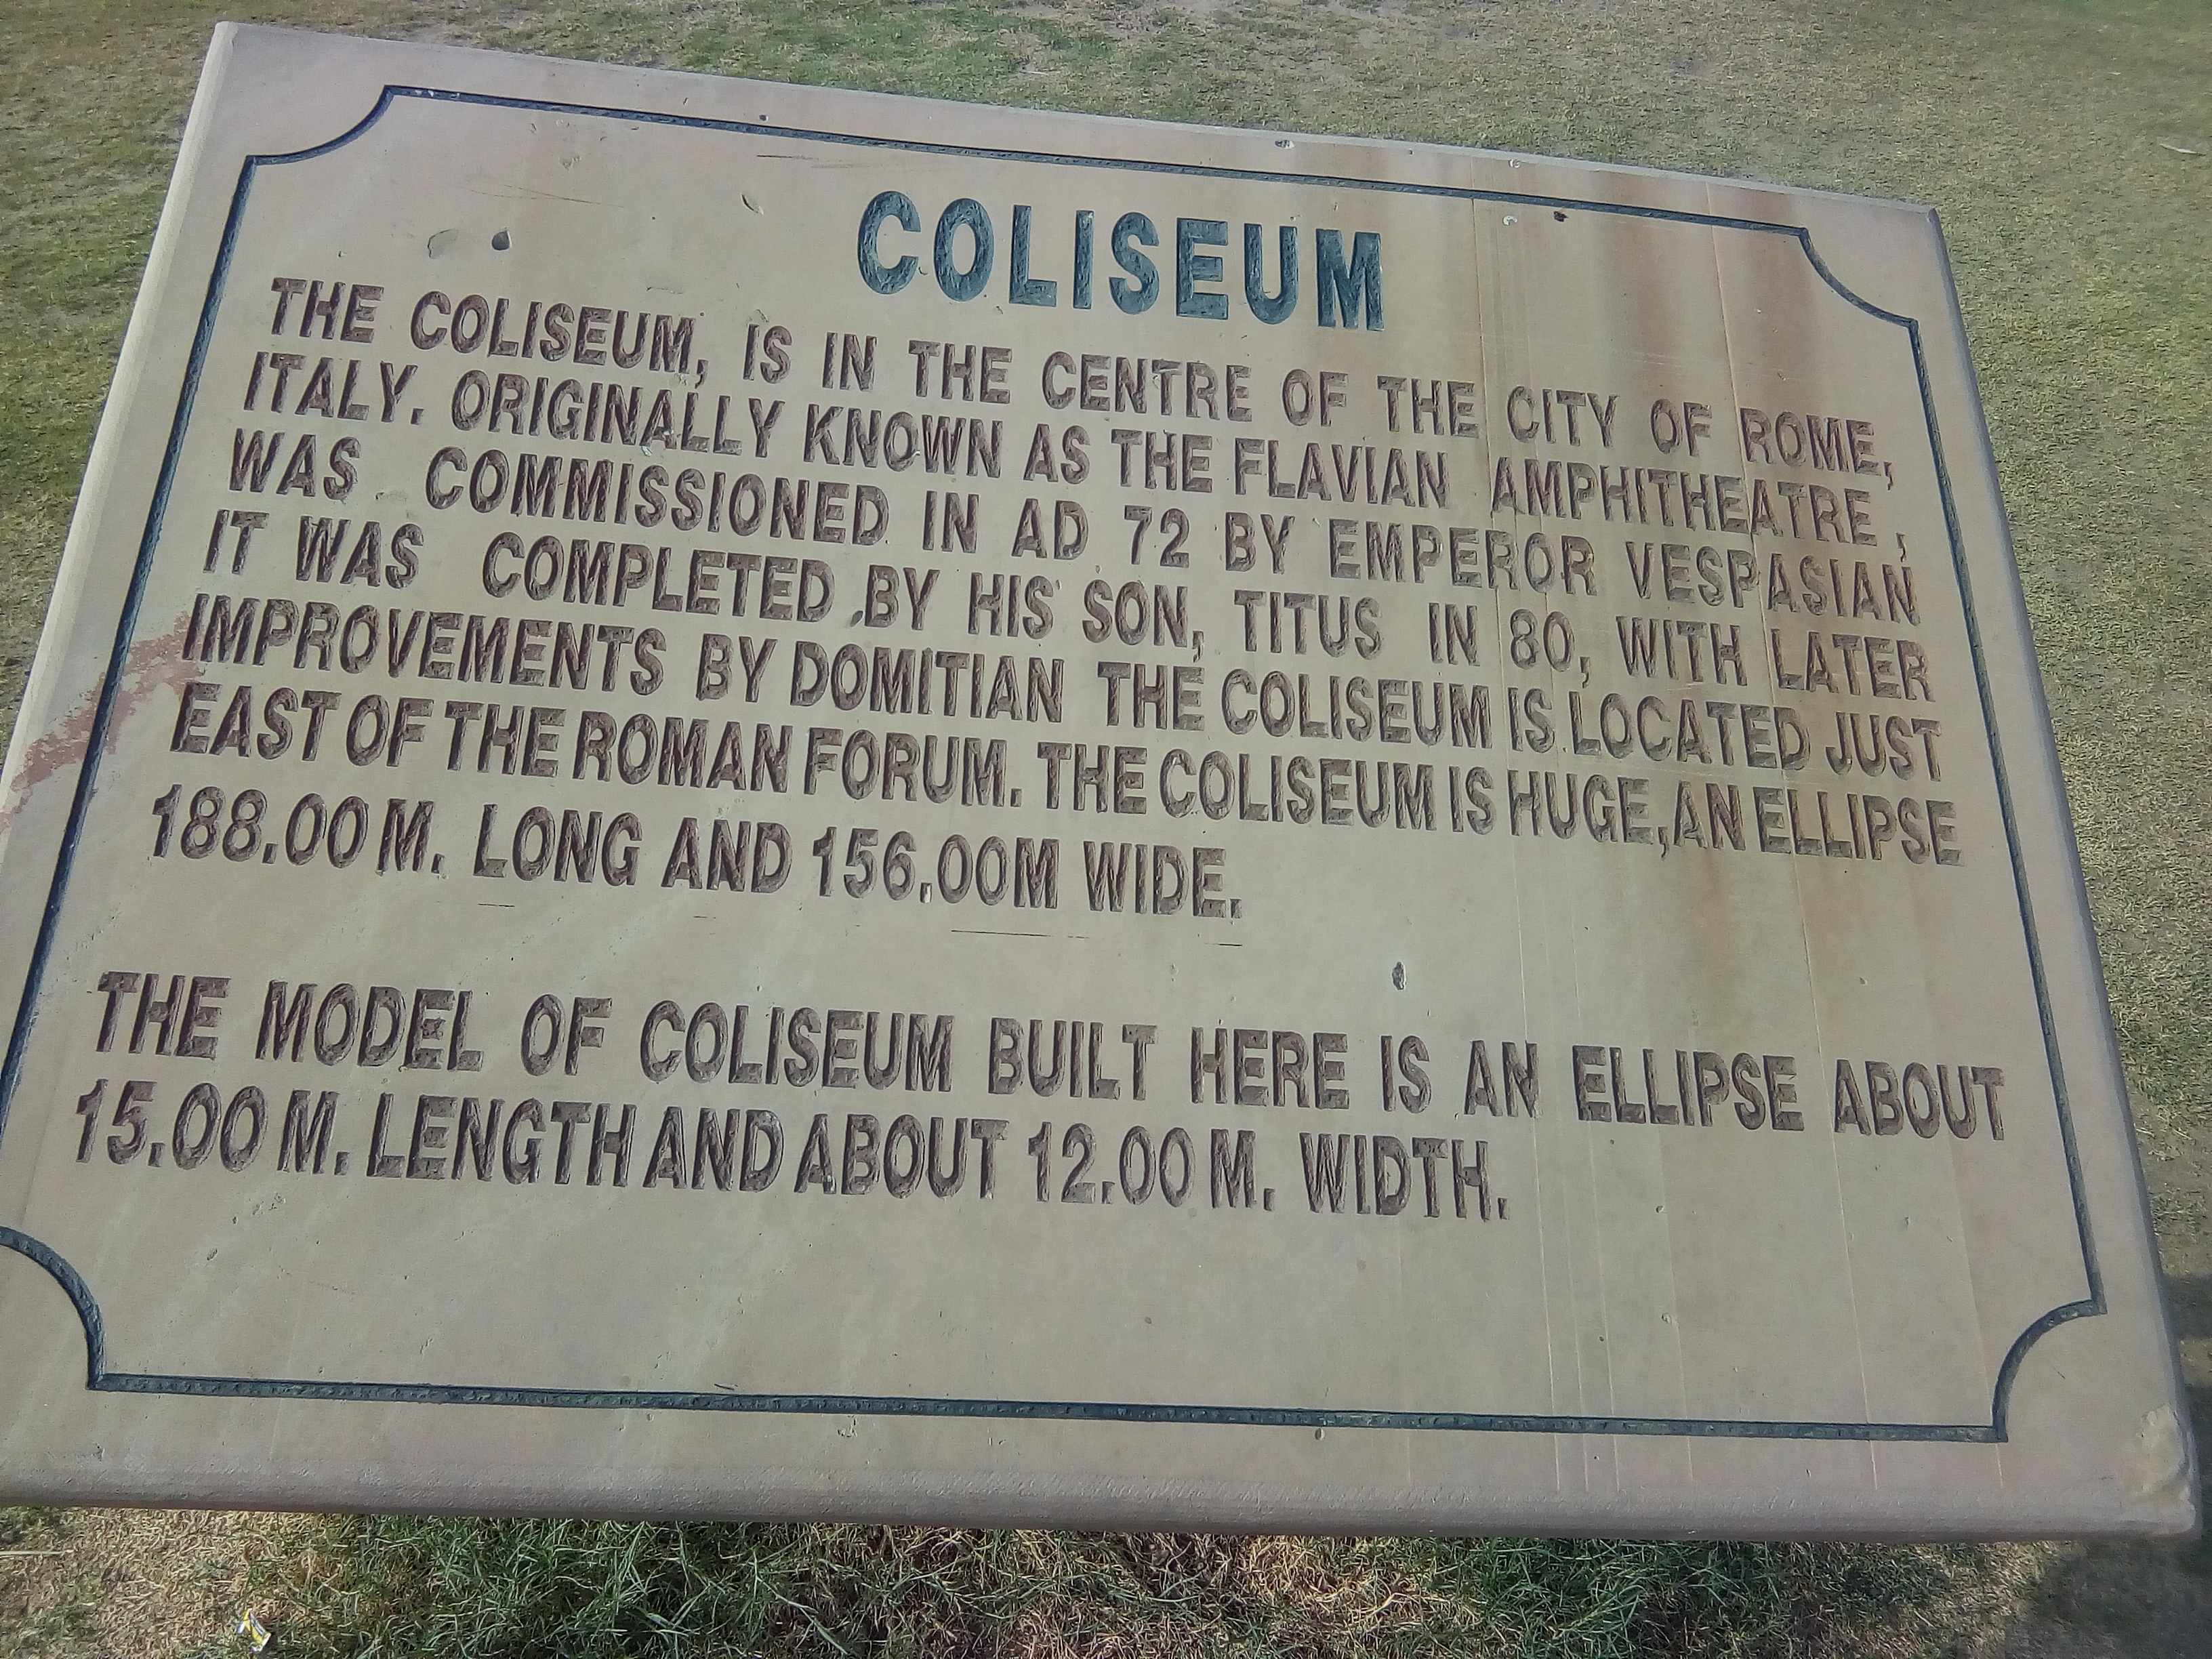 COLISEUM
THE COLISEUM, IS IN THE CENTRE OF THE CITY OF ROME,
ITALY. ORIGINALLY KNOWN AS THE FLAVIAN AMPHITHEATRE ,
WAS COMMISSIONED IN AD 72 BY EMPEROR VESPASIAN
IT WAS COMPLETED BY HIS SON, TITUS IN 80, WITH LATER
IMPROVEMENTS BY DOMITIAN THE COLISEUM IS LOCATED JUST
EAST OF THE ROMAN FORUM. THE COLISEUM IS HUGE, AN ELLIPSE
188.00 M. LONG AND 156.00M WIDE.
THE MODEL OF COLISEUM BUILT HERE IS AN ELLIPSE ABOUT
15.00 M. LENGTH AND ABOUT 12.00 M. WIDTH.